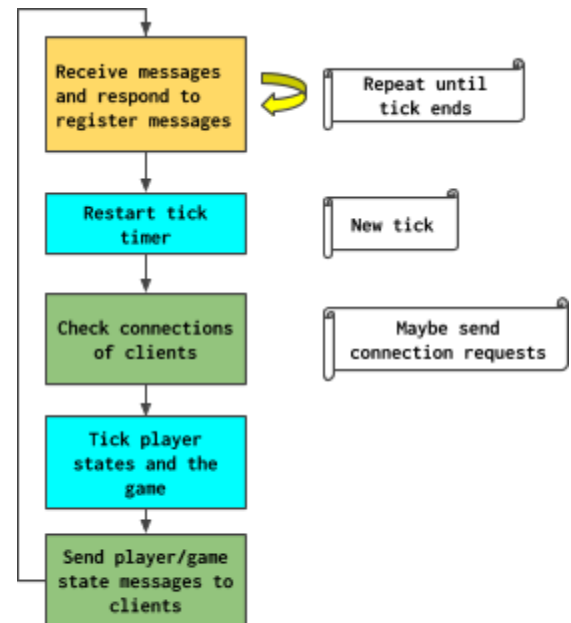 Receive messages
and respond to
register messages
Repeat until
tick ends
Restart tick
timer
New tick
Check connections
of clients
Maybe send
connection requests
Tick player
states and the
game
Send player/game
state messages to
clients